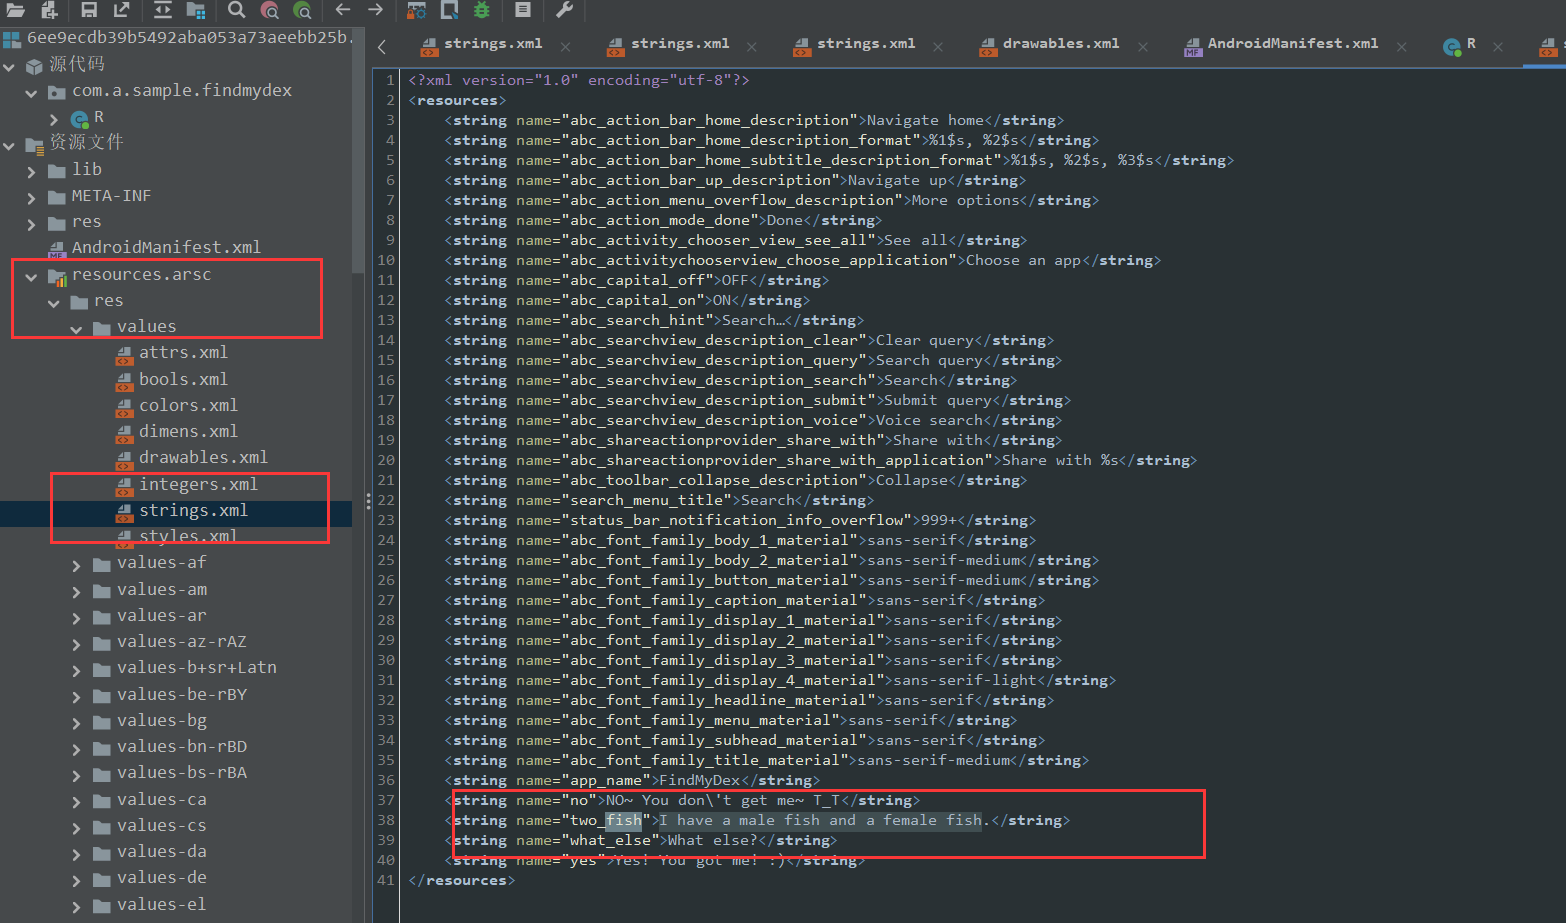 6ee9ecdb39b5492aba053a73aeebb25b.
源代码
com.a.sample.findmydex
R
资源文件
lib
META-INF
res
AndroidManifest.xml
resources.arsc
res
values
attrs.xml
bools.xml
colors.xml
dimens.xml
drawables.xml
integers.xml
strings.xml
styles.xml
values-af
values-am
values-ar
values-az-rAZ
values-b+sr+Latn
values-be-rBY
values-bg
values-bn-rBD
values-bs-rBA
values-ca
values-cs
values-da
values-de
values-el
strings.xml strings.xml strings.xml drawables.xml AndroidManifest.xml R
1 <?xml version="1.0" encoding="utf-8"?>
2 <resources>
3 <string name="abc_action_bar_home_description">Navigate home</string>
4 <string name="abc_action_bar_home_description_format">%1$s, %2$s</string>
5 <string name="abc_action_bar_home_subtitle_description_format">%1$s, %2$s, %3$s</string>
6 <string name="abc_action_bar_up_description">Navigate up</string>
7 <string name="abc_action_menu_overflow_description">More options</string>
8 <string name="abc_action_mode_done">Done</string>
9 <string name="abc_activity_chooser_view_see_all">See all</string>
10 <string name="abc_activitychooserview_choose_application">Choose an app</string>
11 <string name="abc_capital_off">OFF</string>
12 <string name="abc_capital_on">ON</string>
13 <string name="abc_search_hint">Search…</string>
14 <string name="abc_searchview_description_clear">Clear query</string>
15 <string name="abc_searchview_description_query">Search query</string>
16 <string name="abc_searchview_description_search">Search</string>
17 <string name="abc_searchview_description_submit">Submit query</string>
18 <string name="abc_searchview_description_voice">Voice search</string>
19 <string name="abc_shareactionprovider_share_with">Share with</string>
20 <string name="abc_shareactionprovider_share_with_application">Share with %s</string>
21 <string name="abc_toolbar_collapse_description">Collapse</string>
22 <string name="search_menu_title">Search</string>
23 <string name="status_bar_notification_info_overflow">999+</string>
24 <string name="abc_font_family_body_1_material">sans-serif</string>
25 <string name="abc_font_family_body_2_material">sans-serif-medium</string>
26 <string name="abc_font_family_button_material">sans-serif-medium</string>
27 <string name="abc_font_family_caption_material">sans-serif</string>
28 <string name="abc_font_family_display_1_material">sans-serif</string>
29 <string name="abc_font_family_display_2_material">sans-serif</string>
30 <string name="abc_font_family_display_3_material">sans-serif</string>
31 <string name="abc_font_family_display_4_material">sans-serif-light</string>
32 <string name="abc_font_family_headline_material">sans-serif</string>
33 <string name="abc_font_family_menu_material">sans-serif</string>
34 <string name="abc_font_family_subhead_material">sans-serif</string>
35 <string name="abc_font_family_title_material">sans-serif-medium</string>
36 <string name="app_name">FindMyDex</string>
37 <string name="no">NO~ You don\'t get me~ T_T</string>
38 <string name="two_fish">I have a male fish and a female fish.</string>
39 <string name="what_else">What else?</string>
40 <string name="yes">Yes! You got me! :)</string>
41 </resources>